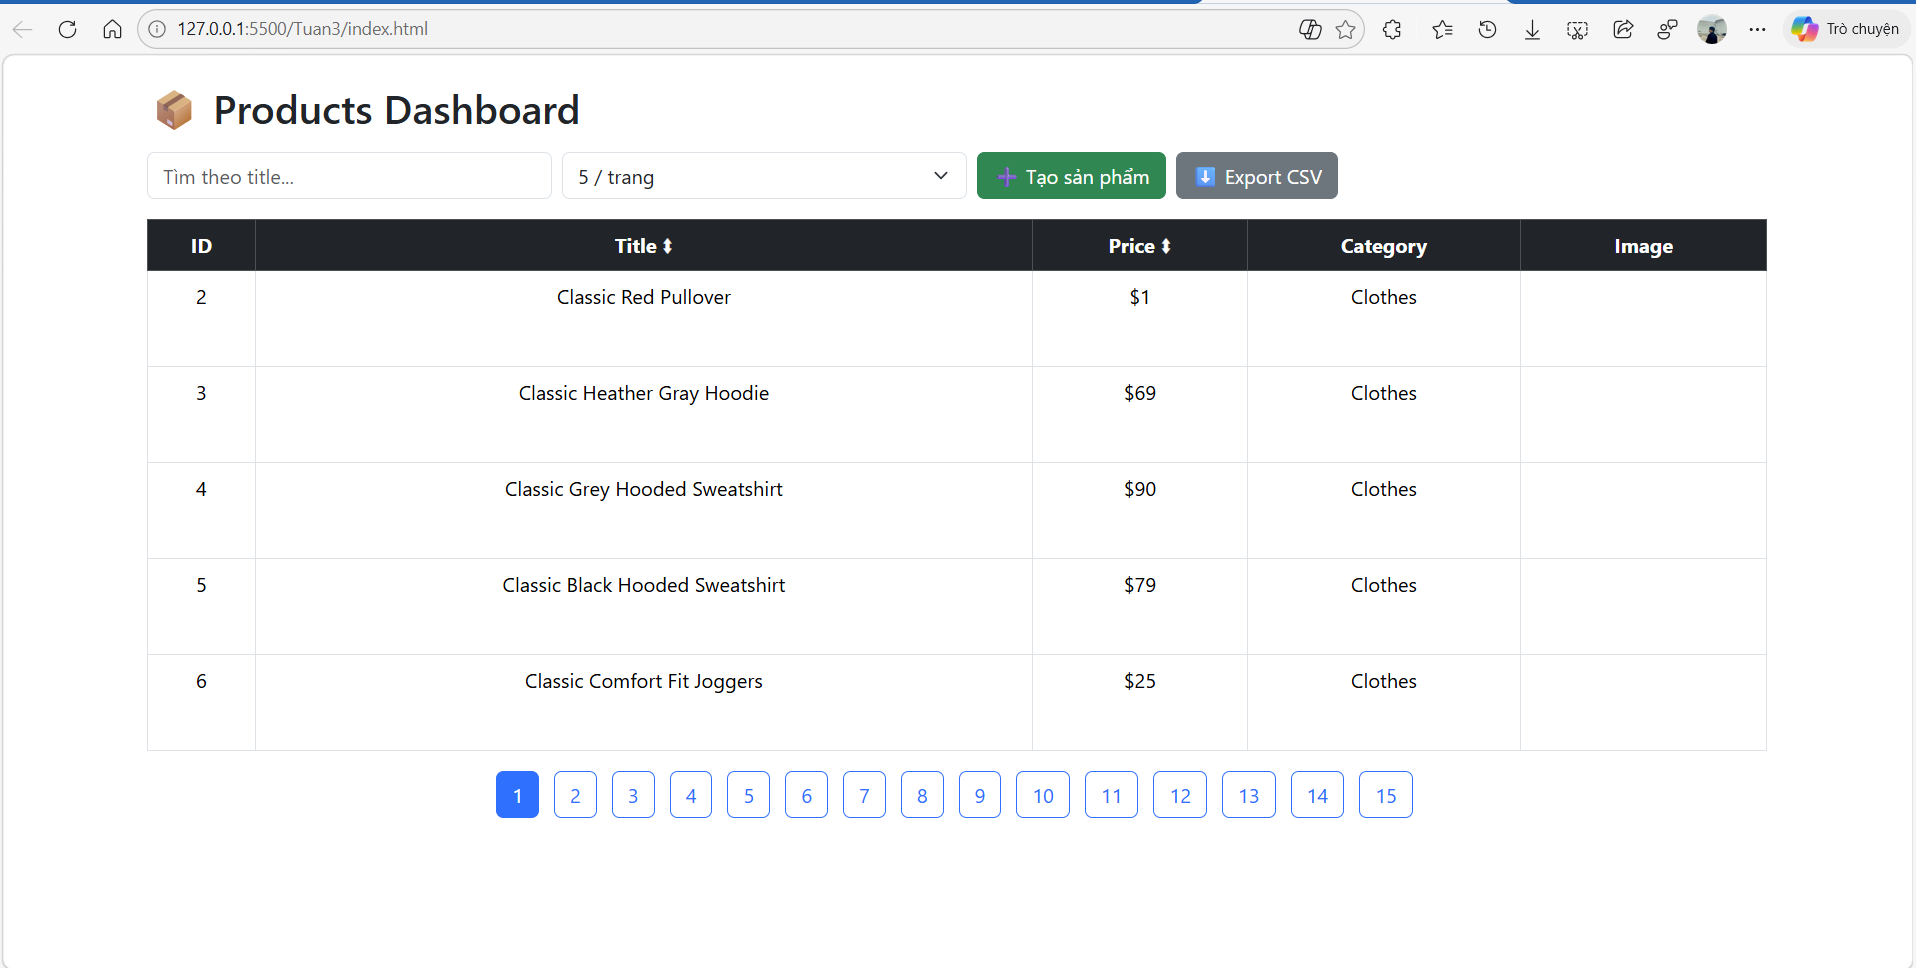 127.0.0.1:5500/Tuan3/index.html
Trò chuyện
Products Dashboard
Tìm theo title...
5 / trang
Tạo sản phẩm
Export CSV
ID Title Price Category Image
2 Classic Red Pullover $1 Clothes
3 Classic Heather Gray Hoodie $69 Clothes
4 Classic Grey Hooded Sweatshirt $90 Clothes
5 Classic Black Hooded Sweatshirt $79 Clothes
6 Classic Comfort Fit Joggers $25 Clothes
1 2 3 4 5 6 7 8 9 10 11 12 13 14 15